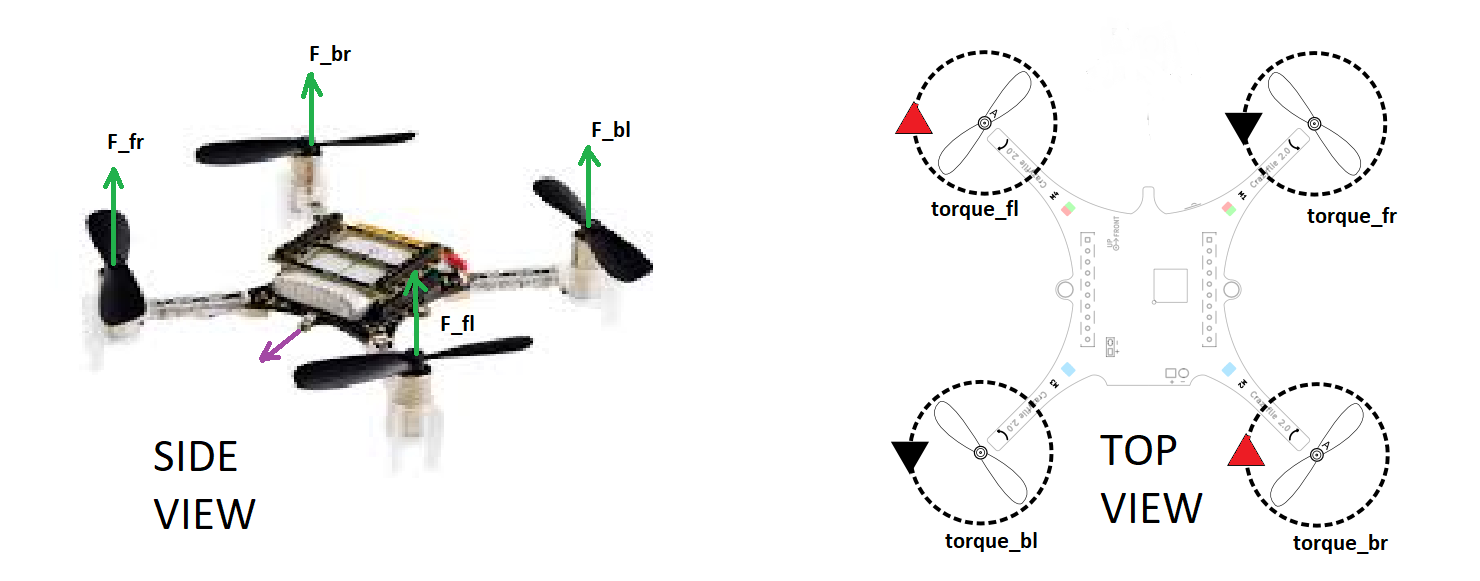 F_br
F_fr
F_bl
F_fl
SIDE
VIEW
A
Crazyflie 2.0
Crazyflie 2.0
torque_fl
M4
M1
torque_fr
UP
FRONT
M3
M2
Crazyflie 2.0
Crazyflie 2.0
A
TOP
VIEW
torque_bl
torque_br